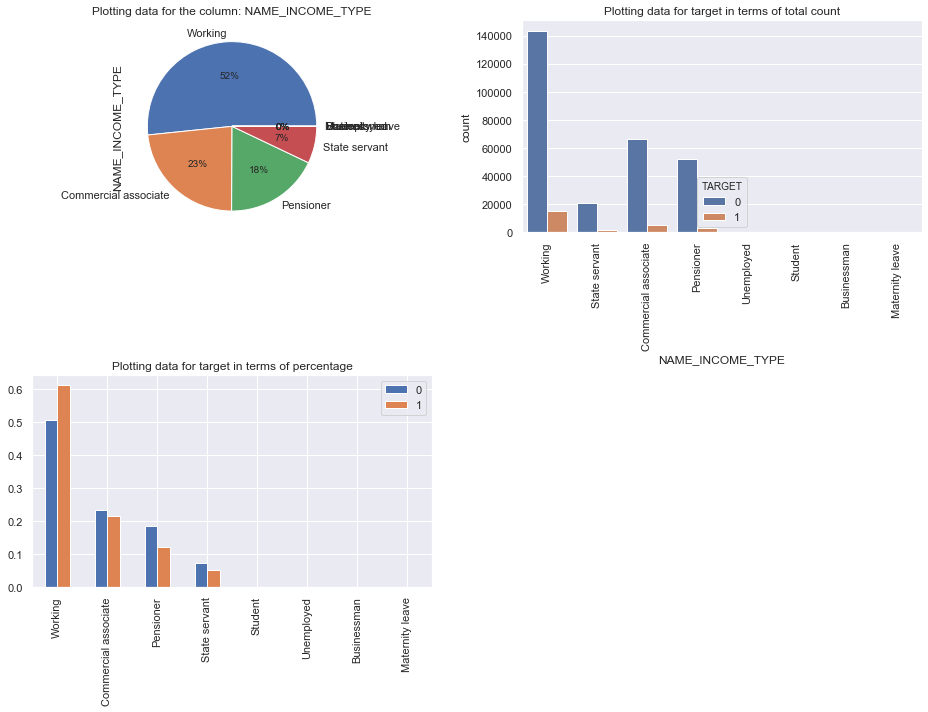 Plotting data for the column: NAME_INCOME_TYPE
NAME_INCOME_TYPE
Working
52%
23%
18%
7%
0%
State servant
Commercial associate
Pensioner
Plotting data for target in terms of total count
count
140000
120000
100000
80000
60000
40000
20000
0
TARGET
0
1
Working
State servant
Commercial associate
Pensioner
Unemployed
Student
Businessman
Maternity leave
NAME_INCOME_TYPE
Plotting data for target in terms of percentage
0.6
0.5
0.4
0.3
0.2
0.1
0.0
0
1
Working
Commercial associate
Pensioner
State servant
Student
Unemployed
Businessman
Maternity leave